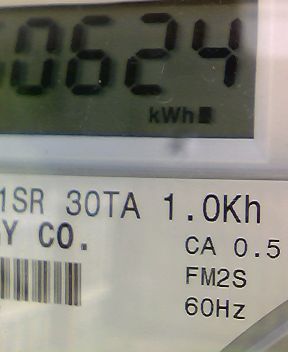 0624
kWh
1SR 30TA 1.0Kh
Y CO.
CA 0.5
FM2S
60Hz